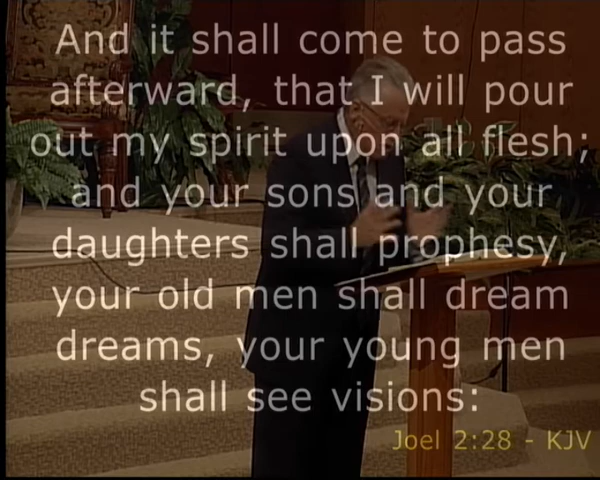 And it shall come to pass
afterward, that I will pour
out my spirit upon all flesh;
and your sons and your
daughters shall prophesy,
your old men shall dream
dreams, your young men
shall see visions:
Joel 2:28 - KJV